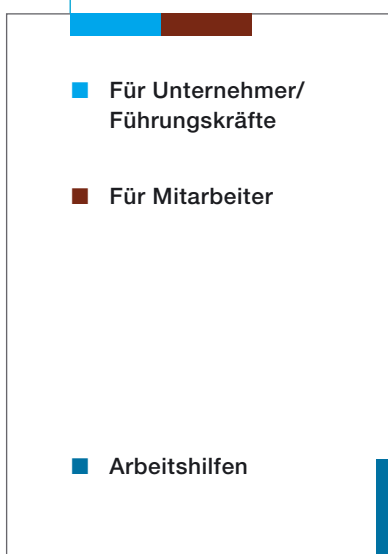 Für Unternehmer/
Führungskräfte
Für Mitarbeiter
Arbeitshilfen